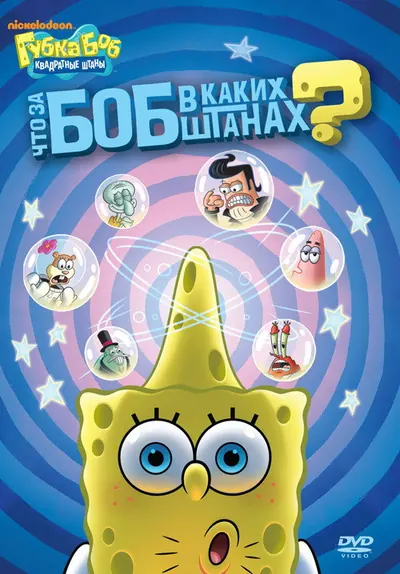 nickelodeon
ГУБКА БОБ
КВАДРАТНЫЕ ШТАНЫ
ЧТО ЗА
БОБ
В КАКИХ
ШТАНАХ
?
DVD
VIDEO